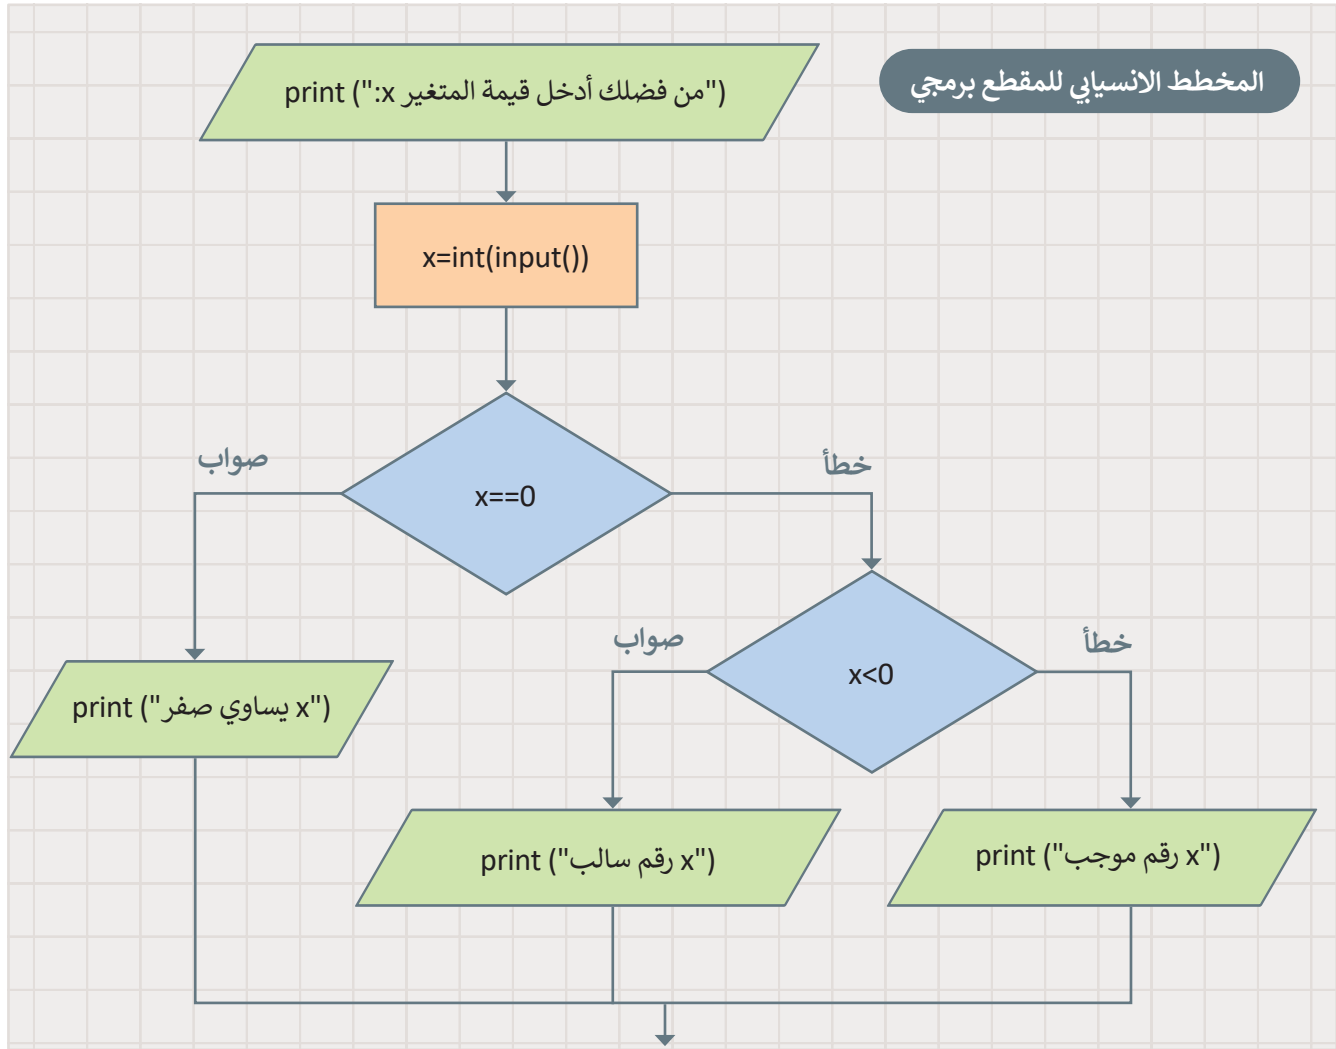 المخطط الانسيابي للمقطع برمجي
print ("من فضلك أدخل قيمة المتغير x:")
x=int(input())
x==0
صواب
خطأ
x<0
صواب
خطأ
print ("x يساوي صفر")
print ("x رقم سالب")
print ("x رقم موجب")